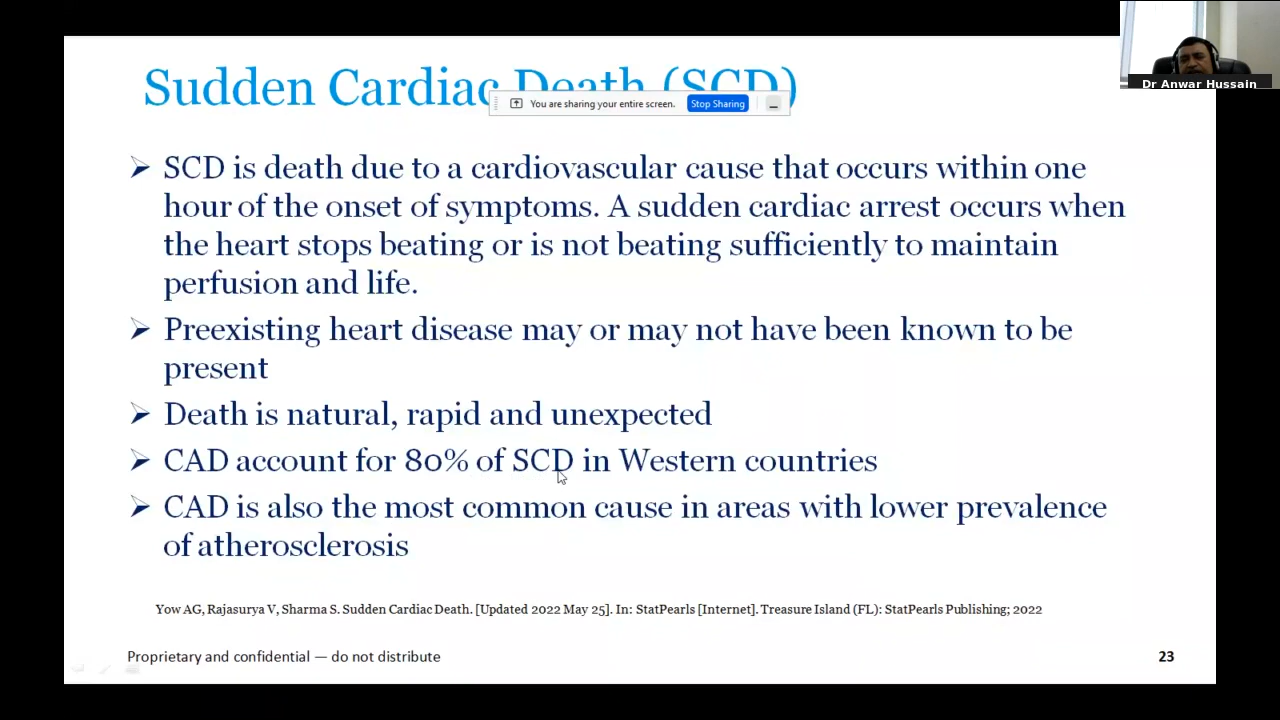 Sudden Cardiac Death (SCD)
You are sharing your entire screen.
Stop Sharing
Dr Anwar Hussain
SCD is death due to a cardiovascular cause that occurs within one
hour of the onset of symptoms. A sudden cardiac arrest occurs when
the heart stops beating or is not beating sufficiently to maintain
perfusion and life.
Preexisting heart disease may or may not have been known to be
present
Death is natural, rapid and unexpected
CAD account for 80% of SCD in Western countries
CAD is also the most common cause in areas with lower prevalence
of atherosclerosis
Yow AG, Rajasurya V, Sharma S. Sudden Cardiac Death. [Updated 2022 May 25]. In: StatPearls [Internet]. Treasure Island (FL): StatPearls Publishing; 2022
Proprietary and confidential — do not distribute
23